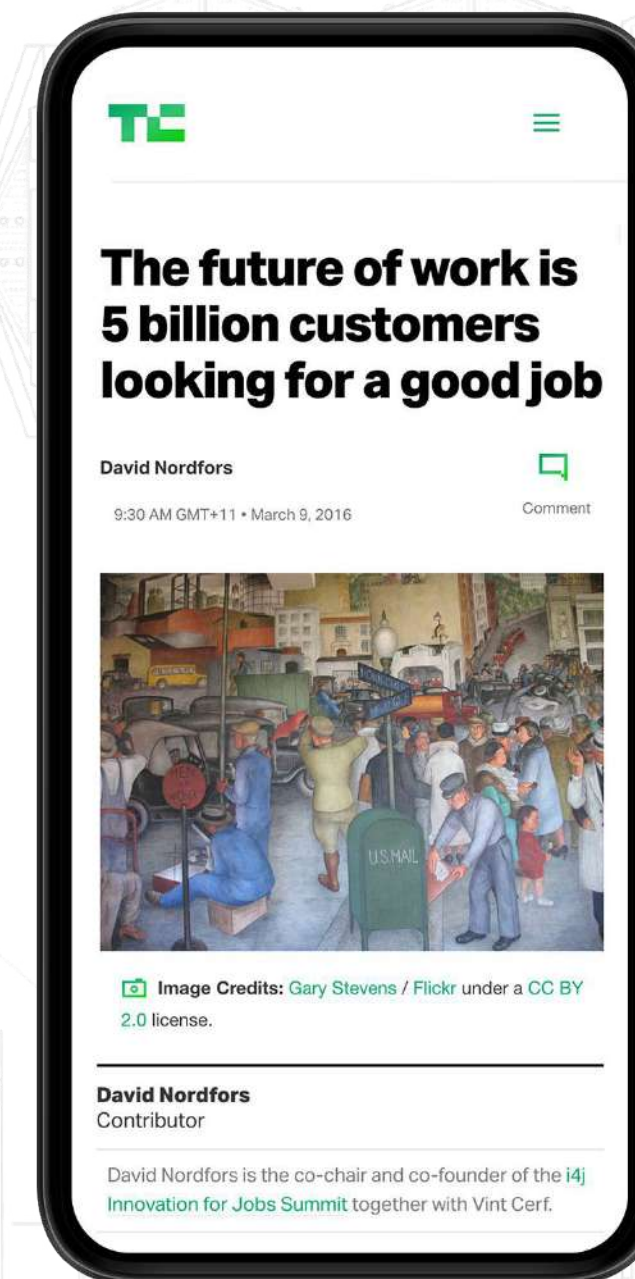 TC
The future of work is
5 billion customers
looking for a good job
David Nordfors
9:30 AM GMT+11 • March 9, 2016
Comment
U.S. MAIL
Image Credits: Gary Stevens / Flickr under a CC BY
2.0 license.
David Nordfors
Contributor
David Nordfors is the co-chair and co-founder of the i4j
Innovation for Jobs Summit together with Vint Cerf.